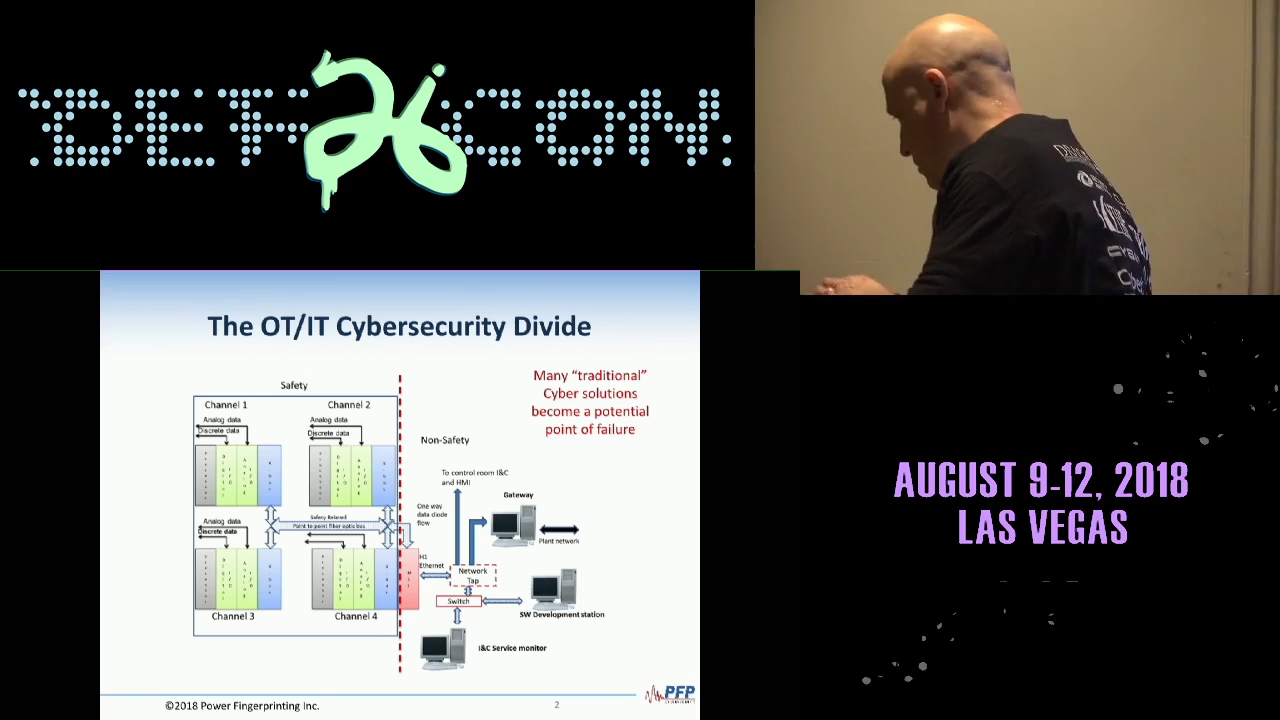 DEF CON 26
The OT/IT Cybersecurity Divide
Many “traditional”
Cyber solutions
become a potential
point of failure
Safety
Channel 1
Channel 2
Analog data
Discrete data
Analog data
Discrete data
Non-Safety
To control room I&C
and HMI
Gateway
One way
data diode
flow
Safety Related
Point to point fiber optic bus
Plant network
Analog data
Discrete data
H1
Ethernet
Network
Tap
Switch
SW Development station
Channel 3
Channel 4
I&C Service monitor
©2018 Power Fingerprinting Inc.
2
PFP
CYBERSECURITY
AUGUST 9-12, 2018
LAS VEGAS